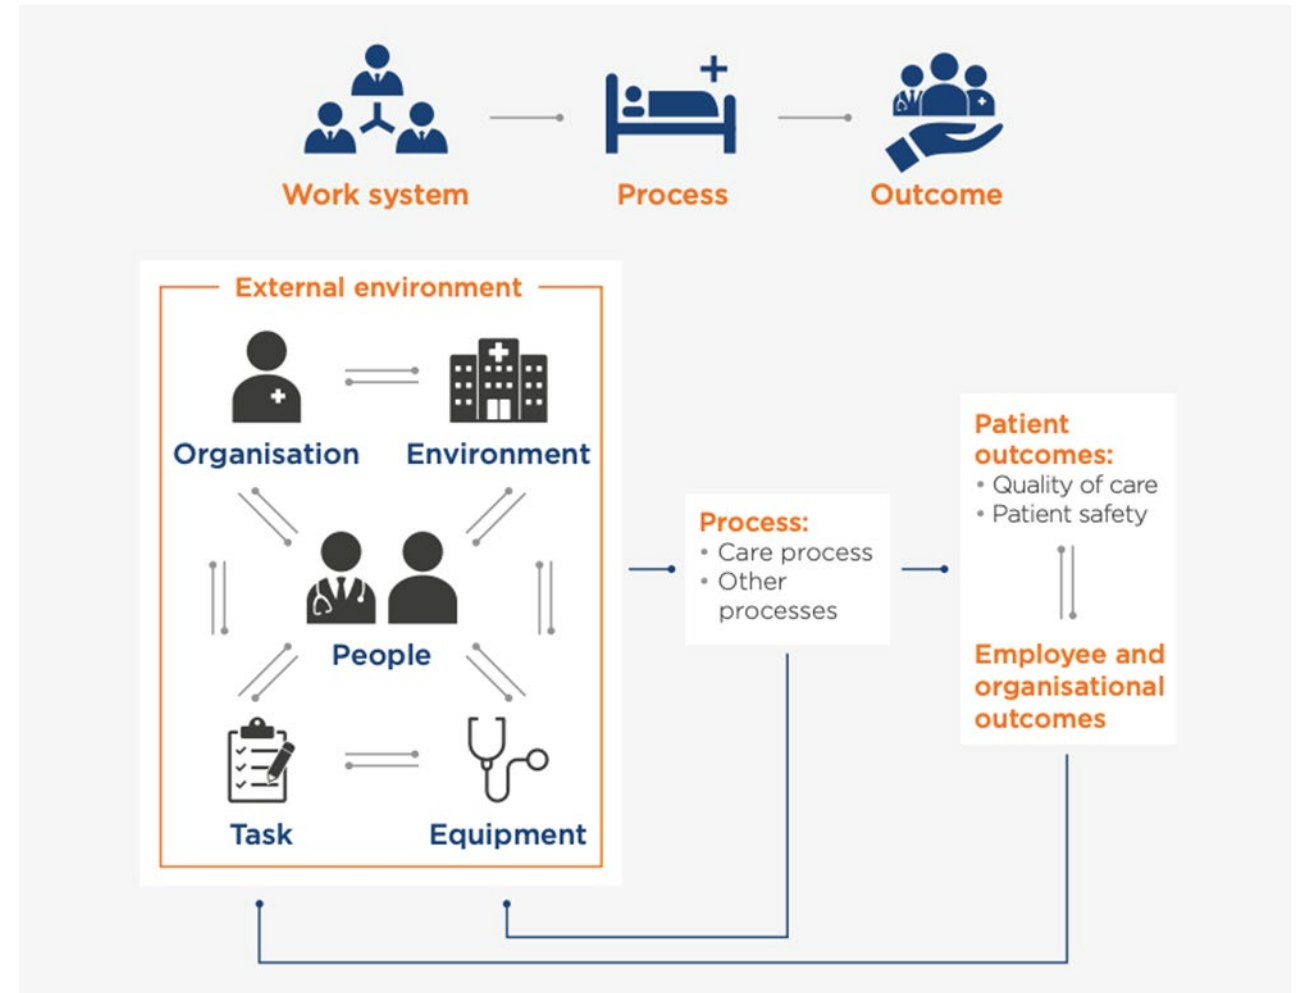 Work system
Process
Outcome
External environment
Organisation
Environment
People
Task
Equipment
Process:
• Care process
• Other
processes
Patient
outcomes:
• Quality of care
• Patient safety
Employee and
organisational
outcomes